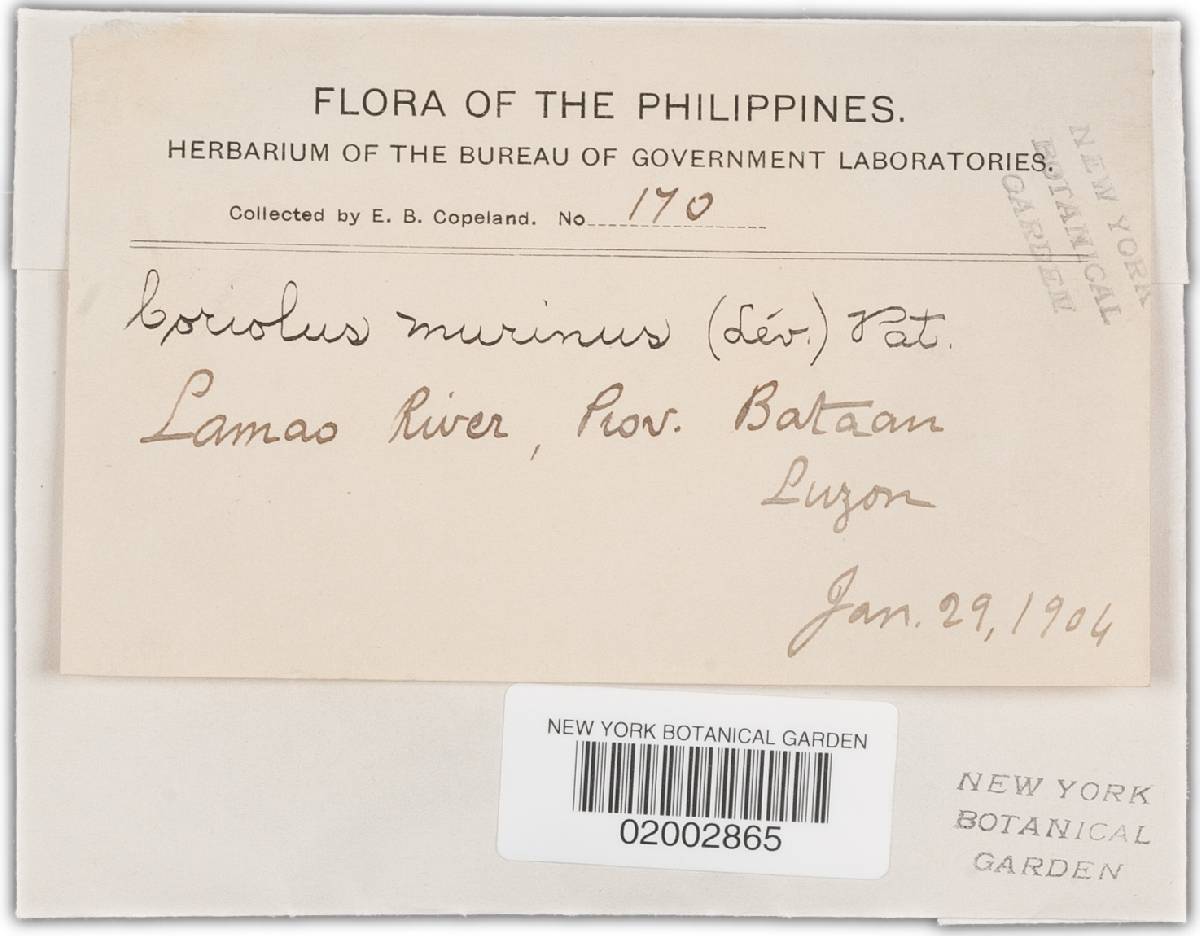 FLORA OF THE PHILIPPINES.
HERBARIUM OF THE BUREAU OF GOVERNMENT LABORATORIES.
Collected by E. B. Copeland. No. 170
Coriolus murinus (Lév.) Pat.
Lamao River, Prov. Bataan
Luzon
Jan. 29, 1904
NEW YORK
BOTANICAL
GARDEN
NEW YORK BOTANICAL GARDEN
02002865
NEW YORK
BOTANICAL
GARDEN